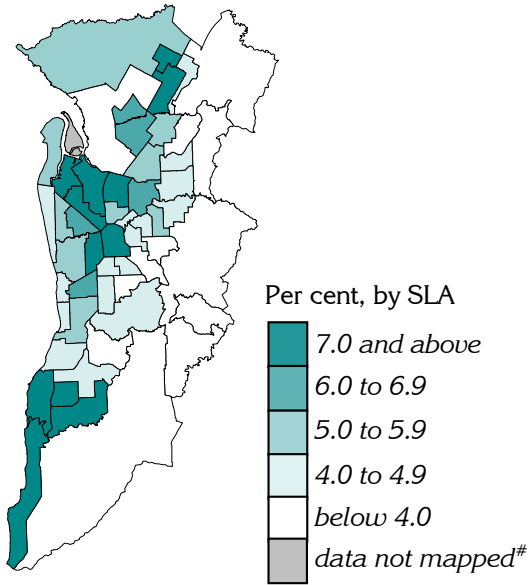 Per cent, by SLA
7.0 and above
6.0 to 6.9
5.0 to 5.9
4.0 to 4.9
below 4.0
data not mapped#